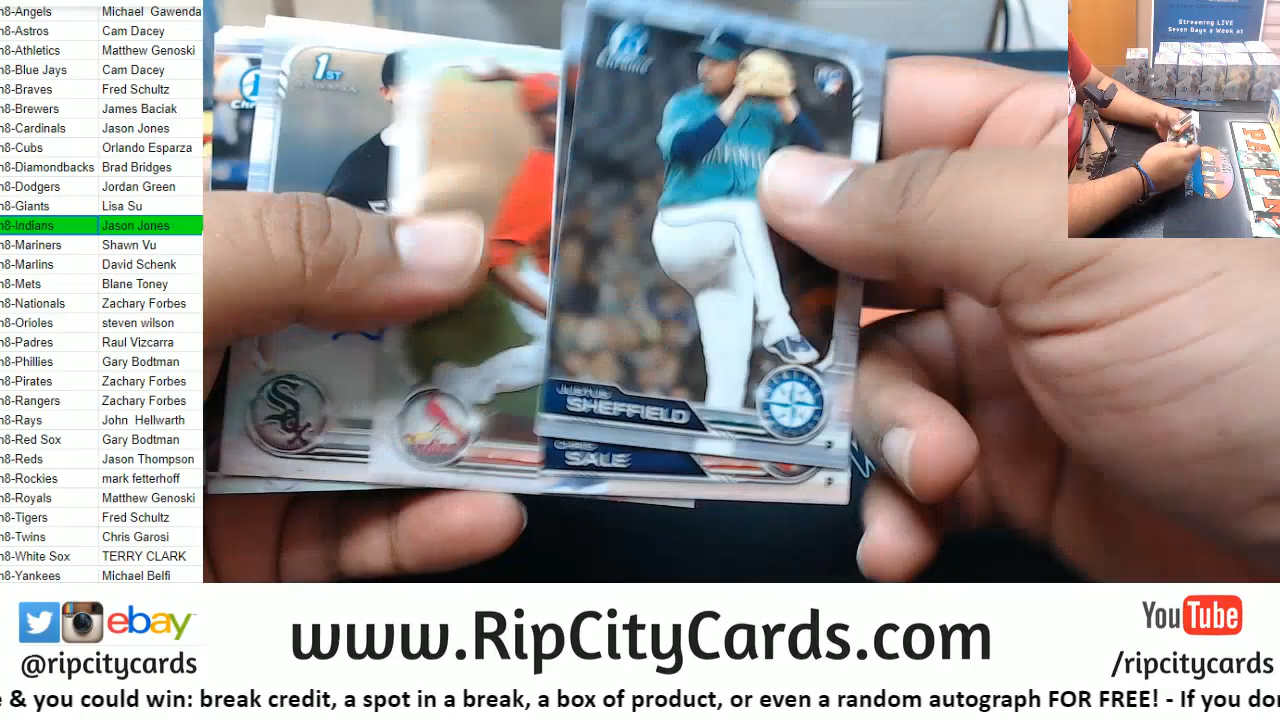 n8-Angels Michael Gawenda
n8-Astros Cam Dacey
n8-Athletics Matthew Genoski
n8-Blue Jays Cam Dacey
n8-Braves Fred Schultz
n8-Brewers James Baciak
n8-Cardinals Jason Jones
n8-Cubs Orlando Esparza
n8-Diamondbacks Brad Bridges
n8-Dodgers Jordan Green
n8-Giants Lisa Su
n8-Indians Jason Jones
n8-Mariners Shawn Vu
n8-Marlins David Schenk
n8-Mets Blane Toney
n8-Nationals Zachary Forbes
n8-Orioles steven wilson
n8-Padres Raul Vizcarra
n8-Phillies Gary Bodtman
n8-Pirates Zachary Forbes
n8-Rangers Zachary Forbes
n8-Rays John Hellwarth
n8-Red Sox Gary Bodtman
n8-Reds Jason Thompson
n8-Rockies mark fetterhoff
n8-Royals Matthew Genoski
n8-Tigers Fred Schultz
n8-Twins Chris Garosi
n8-White Sox TERRY CLARK
n8-Yankees Michael Belfi
1ST
CHROME
RC
JUSTUS
SHEFFIELD
P
CHRIS
SALE
P
Sox
Streaming LIVE
Seven Days a Week at
ebay
@ripcitycards
www.RipCityCards.com
YouTube
/ripcitycards
e & you could win: break credit, a spot in a break, a box of product, or even a random autograph FOR FREE! - If you don